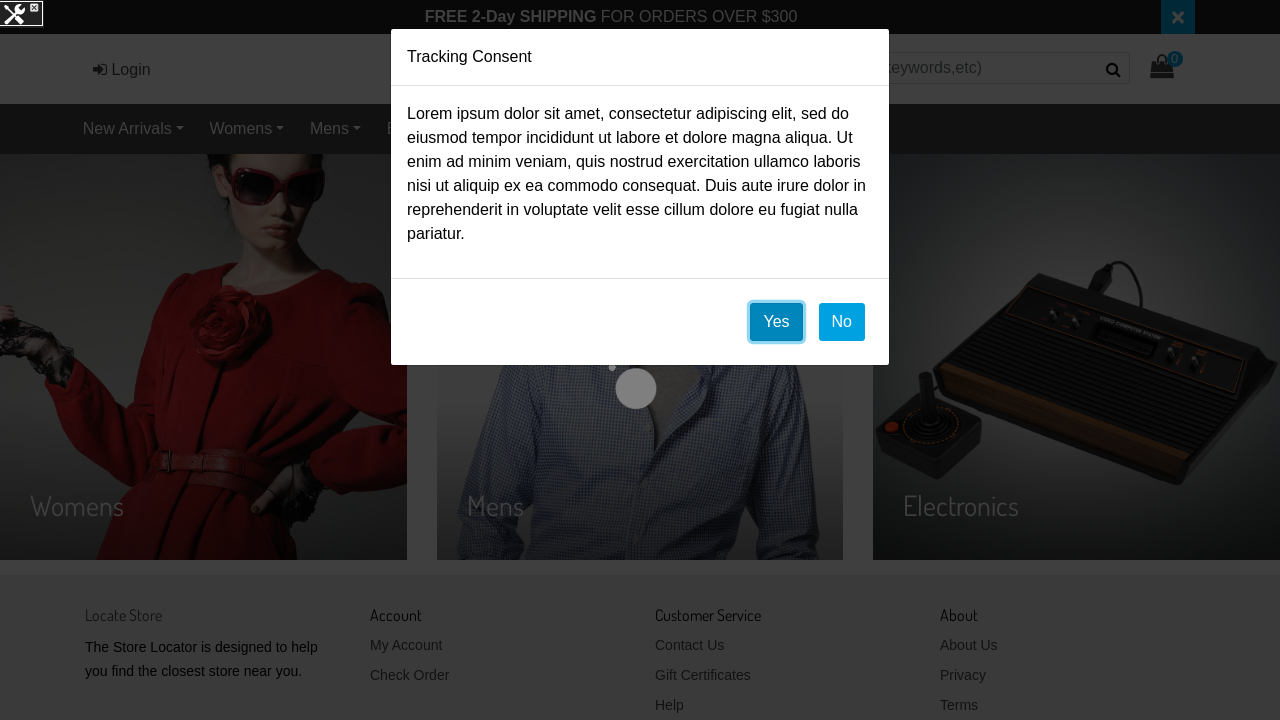 FREE 2-Day SHIPPING FOR ORDERS OVER $300
Tracking Consent
Login
keywords,etc)
0
New Arrivals
Womens
Mens
Lorem ipsum dolor sit amet, consectetur adipiscing elit, sed do
eiusmod tempor incididunt ut labore et dolore magna aliqua. Ut
enim ad minim veniam, quis nostrud exercitation ullamco laboris
nisi ut aliquip ex ea commodo consequat. Duis aute irure dolor in
reprehenderit in voluptate velit esse cillum dolore eu fugiat nulla
pariatur.
Yes
No
Womens
Mens
Electronics
Locate Store
The Store Locator is designed to help
you find the closest store near you.
Account
My Account
Check Order
Customer Service
Contact Us
Gift Certificates
Help
About
About Us
Privacy
Terms